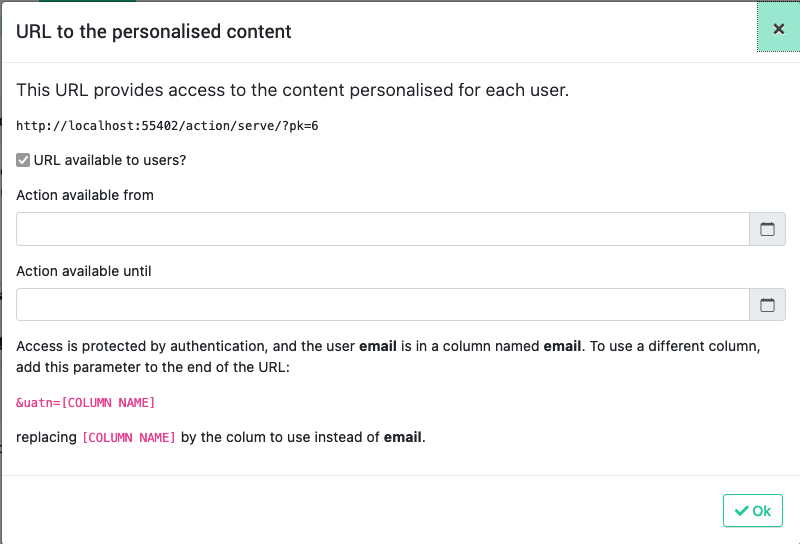 URL to the personalised content
This URL provides access to the content personalised for each user.
http://localhost:55402/action/serve/?pk=6
URL available to users?
Action available from
Action available until
Access is protected by authentication, and the user email is in a column named email. To use a different column,
add this parameter to the end of the URL:
&uatn=[COLUMN NAME]
replacing [COLUMN NAME] by the colum to use instead of email.
Ok